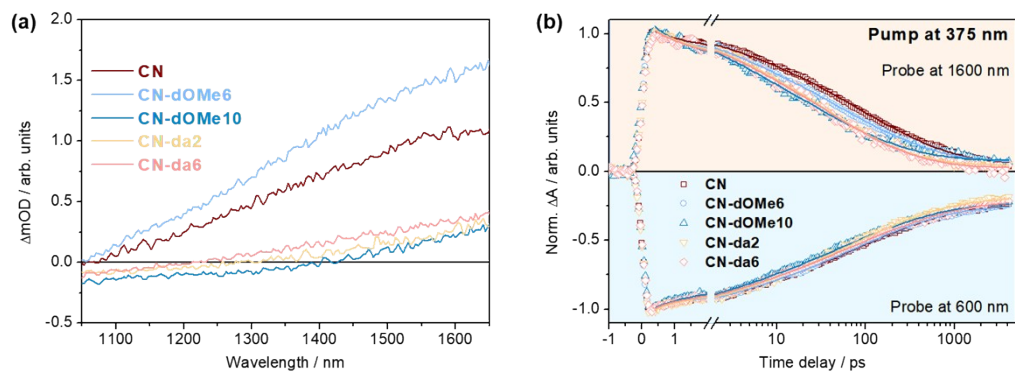 (a)
2.0
1.5
1.0
0.5
0.0
-0.5
ΔmOD / arb. units
CN
CN-dOMe6
CN-dOMe10
CN-da2
CN-da6
1100 1200 1300 1400 1500 1600
Wavelength / nm
(b)
1.0
0.5
0.0
-0.5
-1.0
Norm. ΔA / arb. units
Pump at 375 nm
Probe at 1600 nm
CN
CN-dOMe6
CN-dOMe10
CN-da2
CN-da6
Probe at 600 nm
-1 0 1 10 100 1000
Time delay / ps